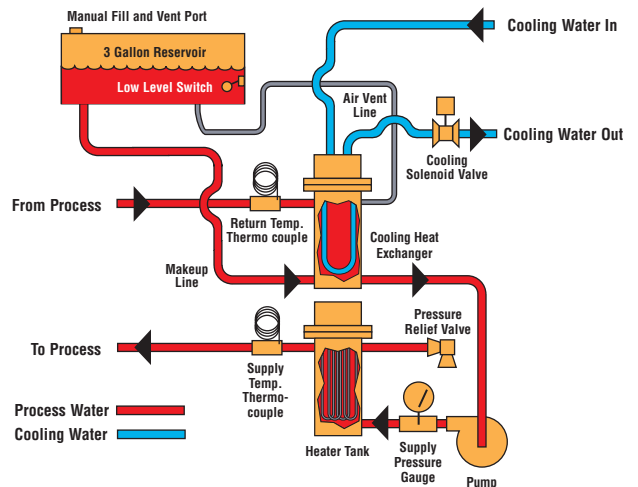 Manual Fill and Vent Port
Cooling Water In
3 Gallon Reservoir
Low Level Switch
Air Vent
Line
Cooling Water Out
Cooling
Solenoid Valve
From Process
Return Temp.
Thermo couple
Cooling Heat
Exchanger
Makeup
Line
Pressure
Relief Valve
To Process
Supply
Temp.
Thermo-
couple
Process Water
Cooling Water
Heater Tank
Supply
Pressure
Gauge
Pump